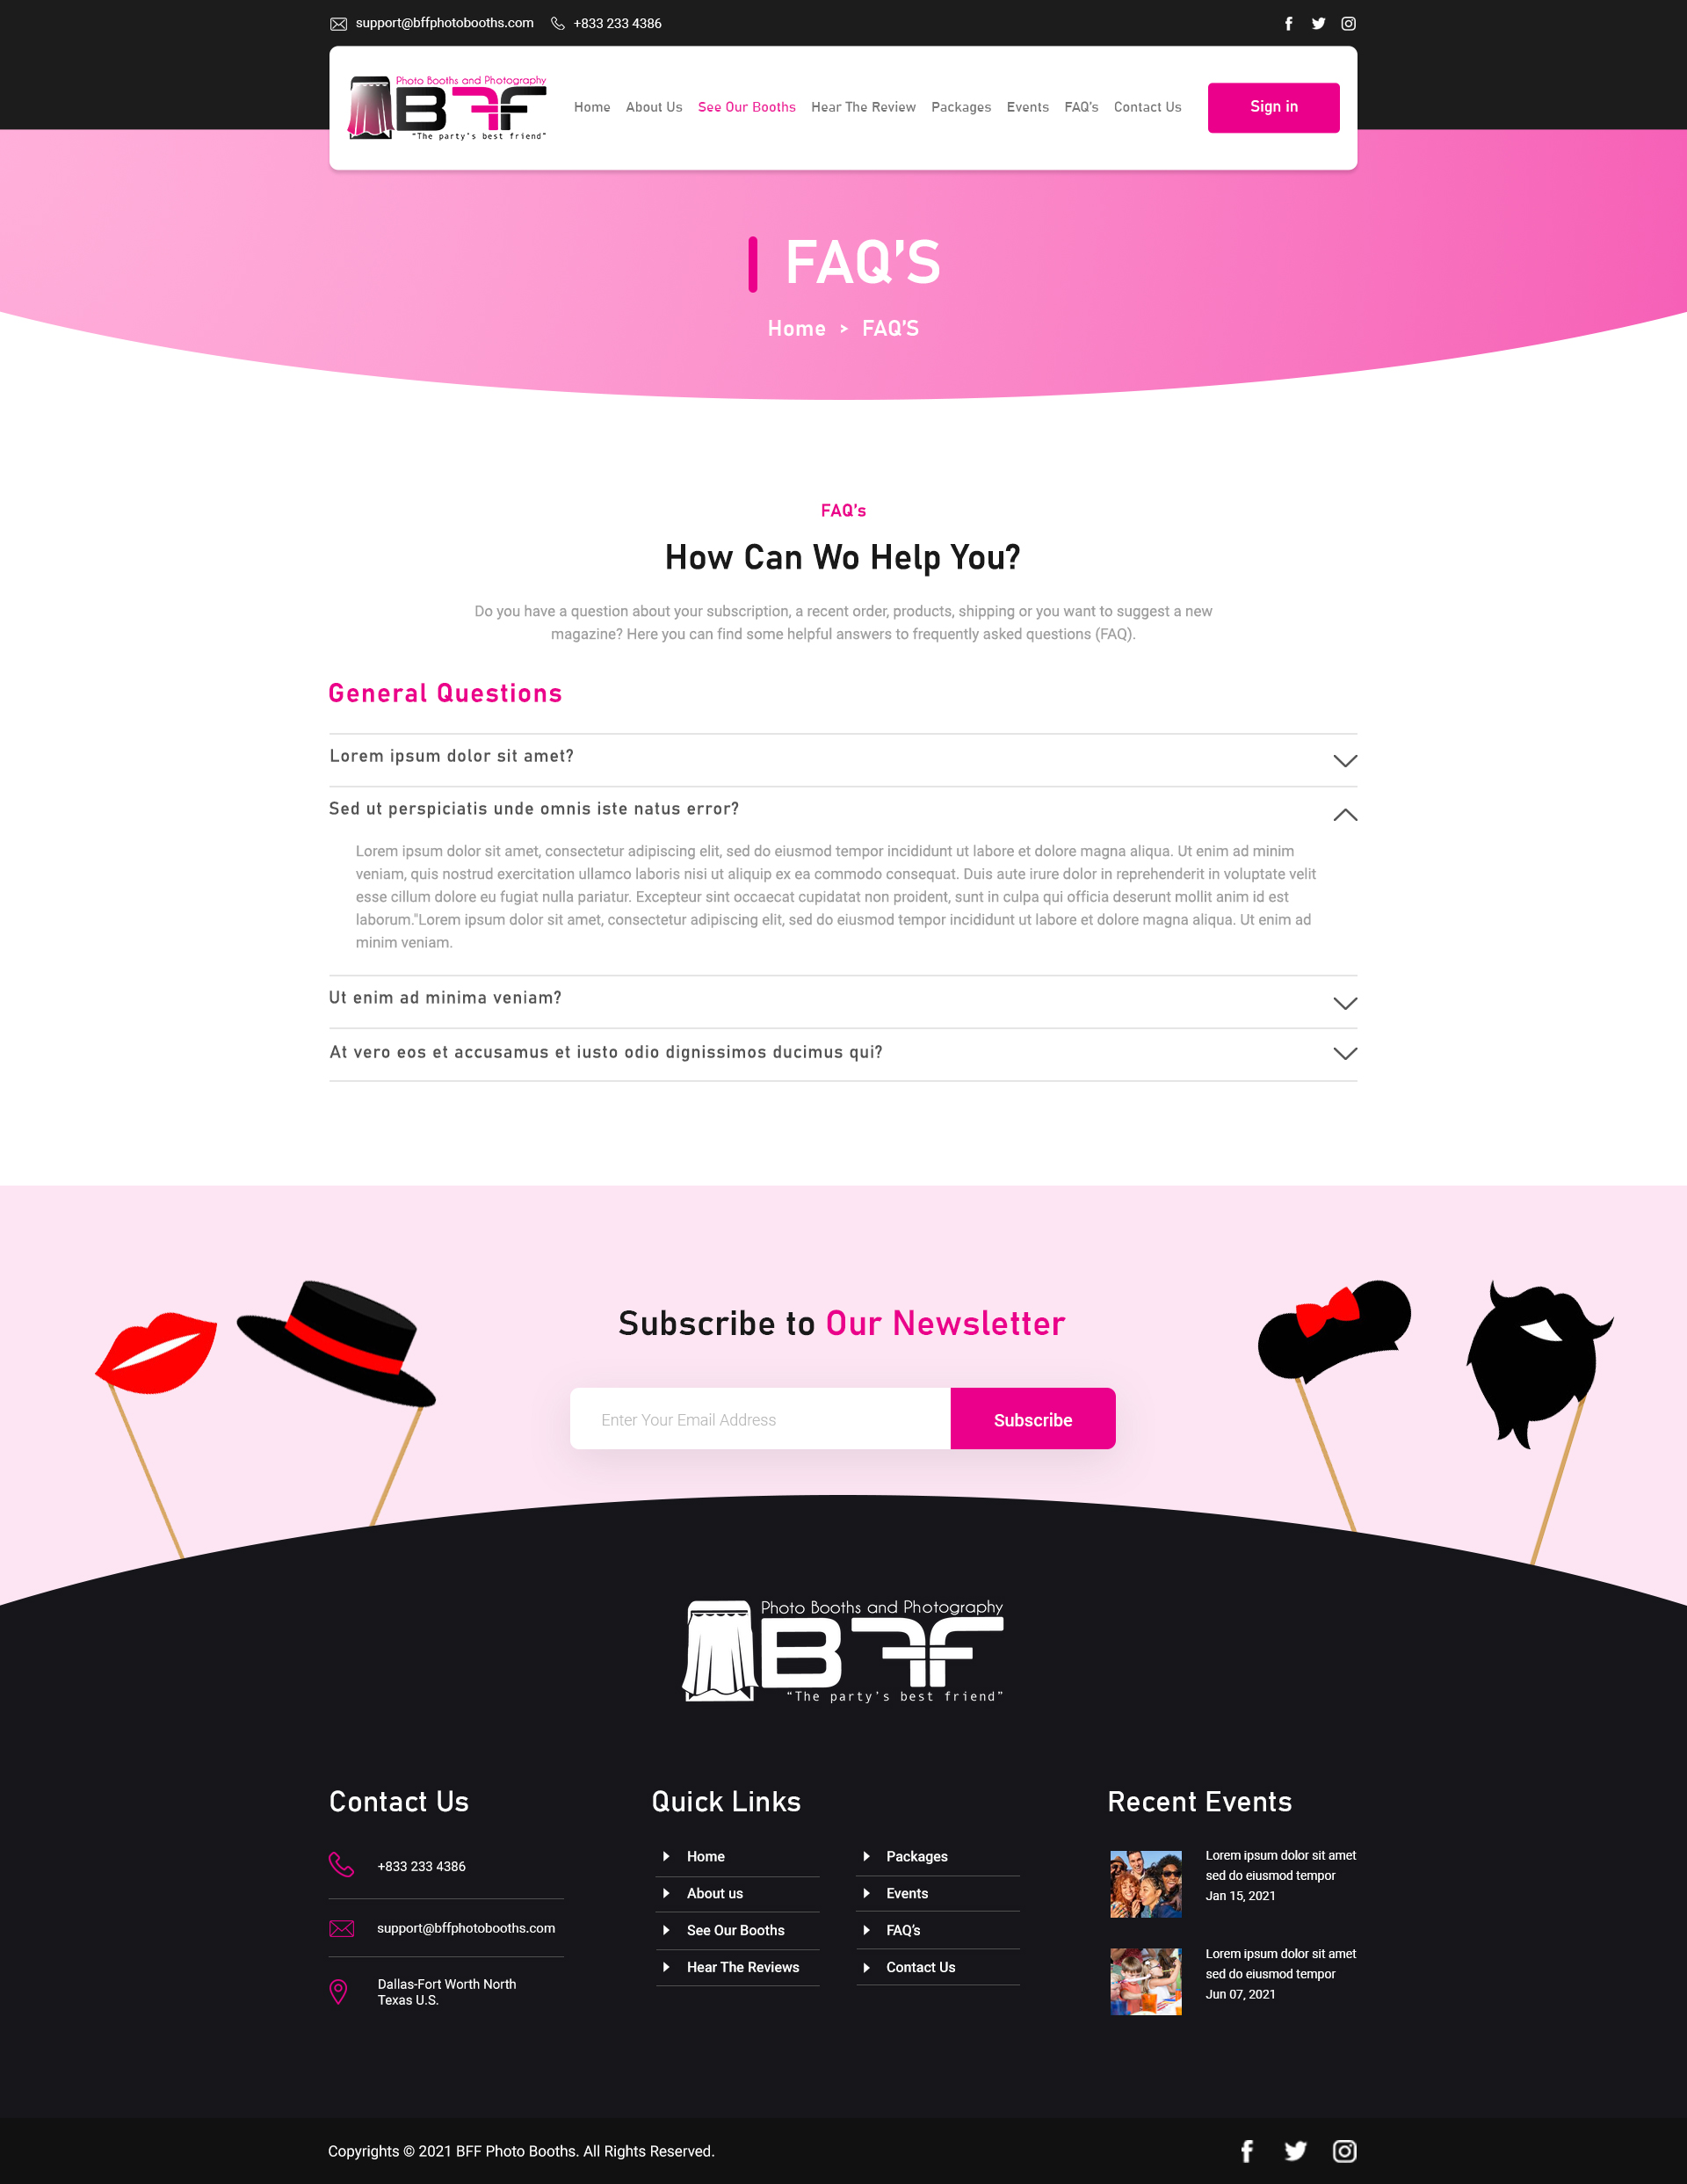 support@bffphotobooths.com +833 233 4386
Photo Booths and Photography
BFF
“The party’s best friend”
Home About Us See Our Booths Hear The Review Packages Events FAQ's Contact Us Sign in
FAQ’S
Home > FAQ’S
FAQ’s
How Can Wo Help You?
Do you have a question about your subscription, a recent order, products, shipping or you want to suggest a new
magazine? Here you can find some helpful answers to frequently asked questions (FAQ).
General Questions
Lorem ipsum dolor sit amet?
Sed ut perspiciatis unde omnis iste natus error?
Lorem ipsum dolor sit amet, consectetur adipiscing elit, sed do eiusmod tempor incididunt ut labore et dolore magna aliqua. Ut enim ad minim
veniam, quis nostrud exercitation ullamco laboris nisi ut aliquip ex ea commodo consequat. Duis aute irure dolor in reprehenderit in voluptate velit
esse cillum dolore eu fugiat nulla pariatur. Excepteur sint occaecat cupidatat non proident, sunt in culpa qui officia deserunt mollit anim id est
laborum."Lorem ipsum dolor sit amet, consectetur adipiscing elit, sed do eiusmod tempor incididunt ut labore et dolore magna aliqua. Ut enim ad
minim veniam.
Ut enim ad minima veniam?
At vero eos et accusamus et iusto odio dignissimos ducimus qui?
Subscribe to Our Newsletter
Enter Your Email Address Subscribe
Photo Booths and Photography
BFF
“The party’s best friend”
Contact Us
+833 233 4386
support@bffphotobooths.com
Dallas-Fort Worth North
Texas U.S.
Quick Links
Home
About us
See Our Booths
Hear The Reviews
Packages
Events
FAQ’s
Contact Us
Recent Events
Lorem ipsum dolor sit amet
sed do eiusmod tempor
Jan 15, 2021
Lorem ipsum dolor sit amet
sed do eiusmod tempor
Jun 07, 2021
Copyrights © 2021 BFF Photo Booths. All Rights Reserved.